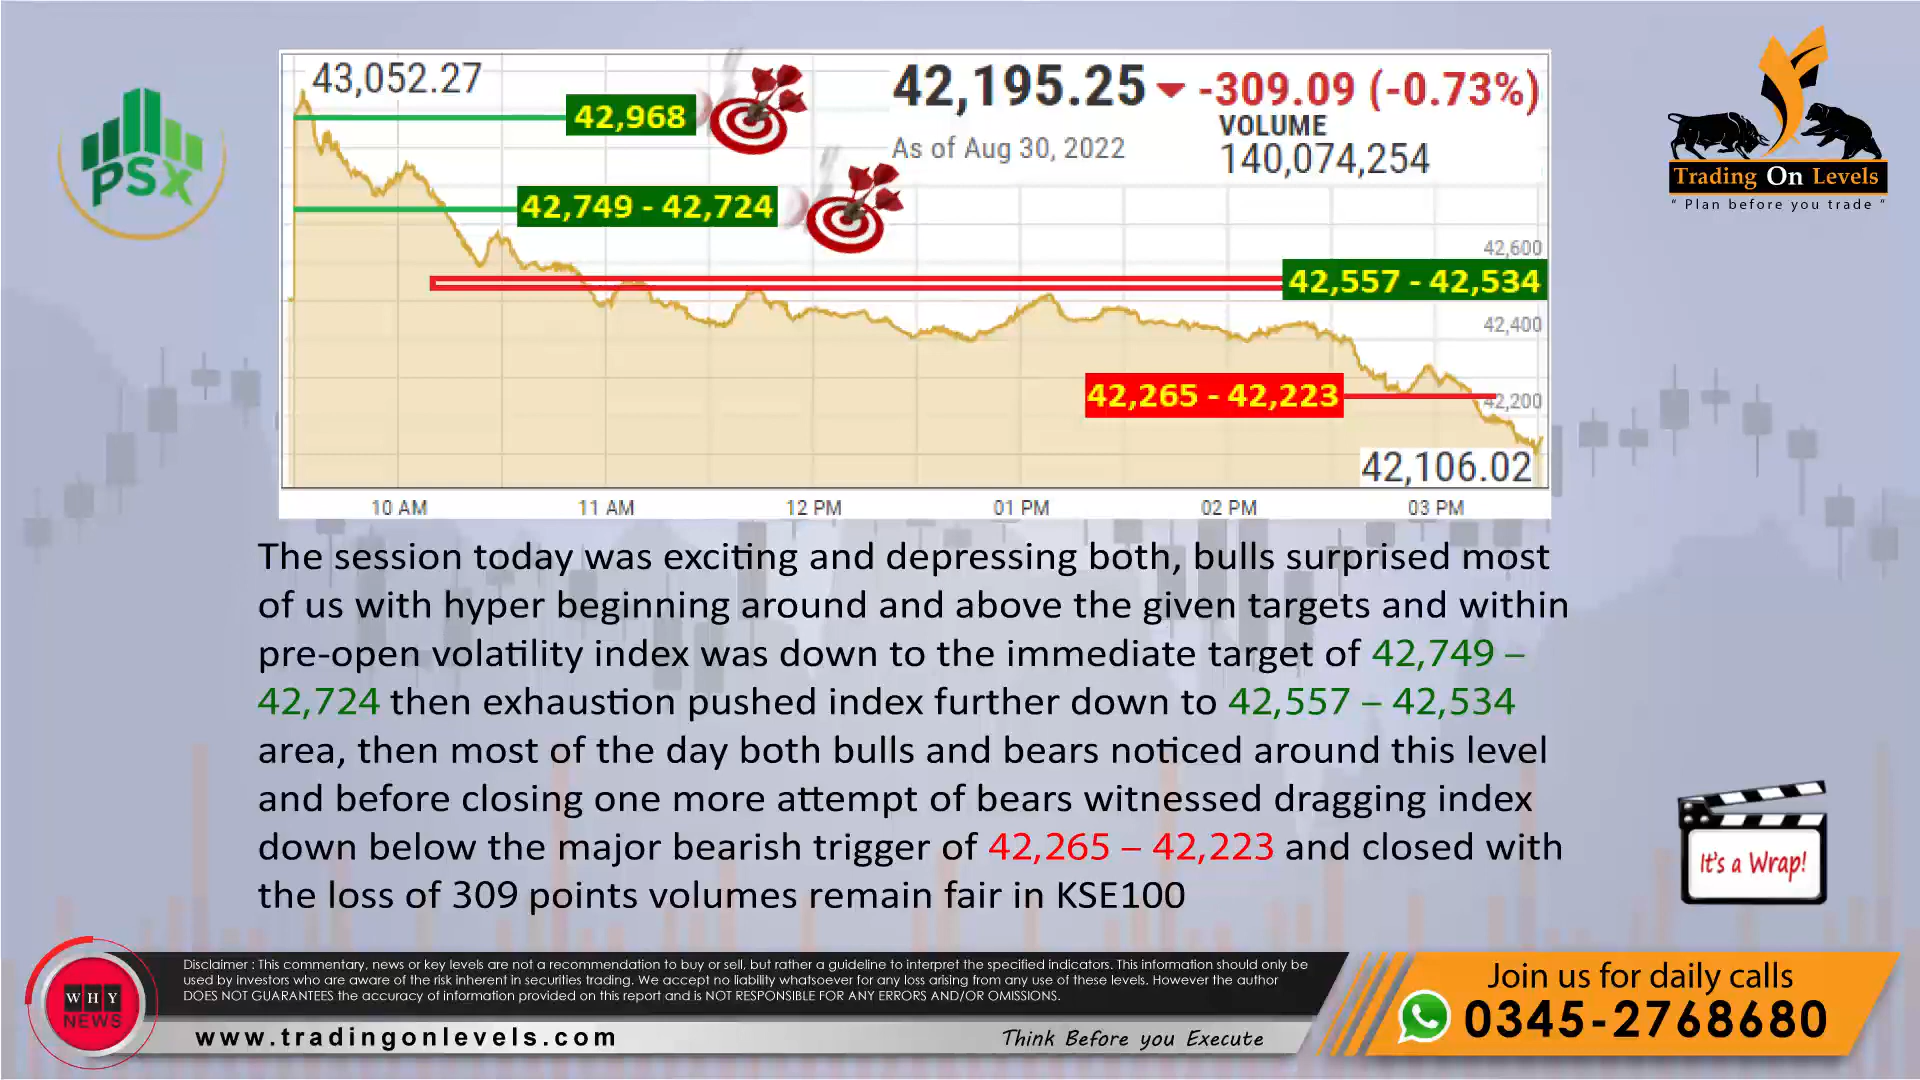 43,052.27
42,195.25 -309.09 (-0.73%)
VOLUME
As of Aug 30, 2022
140,074,254
42,968
42,749 - 42,724
42,600
42,557 - 42,534
42,400
42,265 - 42,223
42,200
42,106.02
10 AM 11 AM 12 PM 01 PM 02 PM 03 PM
PSX
Trading On Levels
" Plan before you trade "
The session today was exciting and depressing both, bulls surprised most
of us with hyper beginning around and above the given targets and within
pre-open volatility index was down to the immediate target of 42,749 –
42,724 then exhaustion pushed index further down to 42,557 – 42,534
area, then most of the day both bulls and bears noticed around this level
and before closing one more attempt of bears witnessed dragging index
down below the major bearish trigger of 42,265 – 42,223 and closed with
the loss of 309 points volumes remain fair in KSE100
It's a Wrap!
WHY
NEWS
Disclaimer : This commentary, news or key levels are not a recommendation to buy or sell, but rather a guideline to interpret the specified indicators. This information should only be
used by investors who are aware of the risk inherent in securities trading. We accept no liability whatsoever for any loss arising from any use of these levels. However the author
DOES NOT GUARANTEES the accuracy of information provided on this report and is NOT RESPONSIBLE FOR ANY ERRORS AND/OR OMISSIONS.
www.tradingonlevels.com
Think Before you Execute
Join us for daily calls
0345-2768680